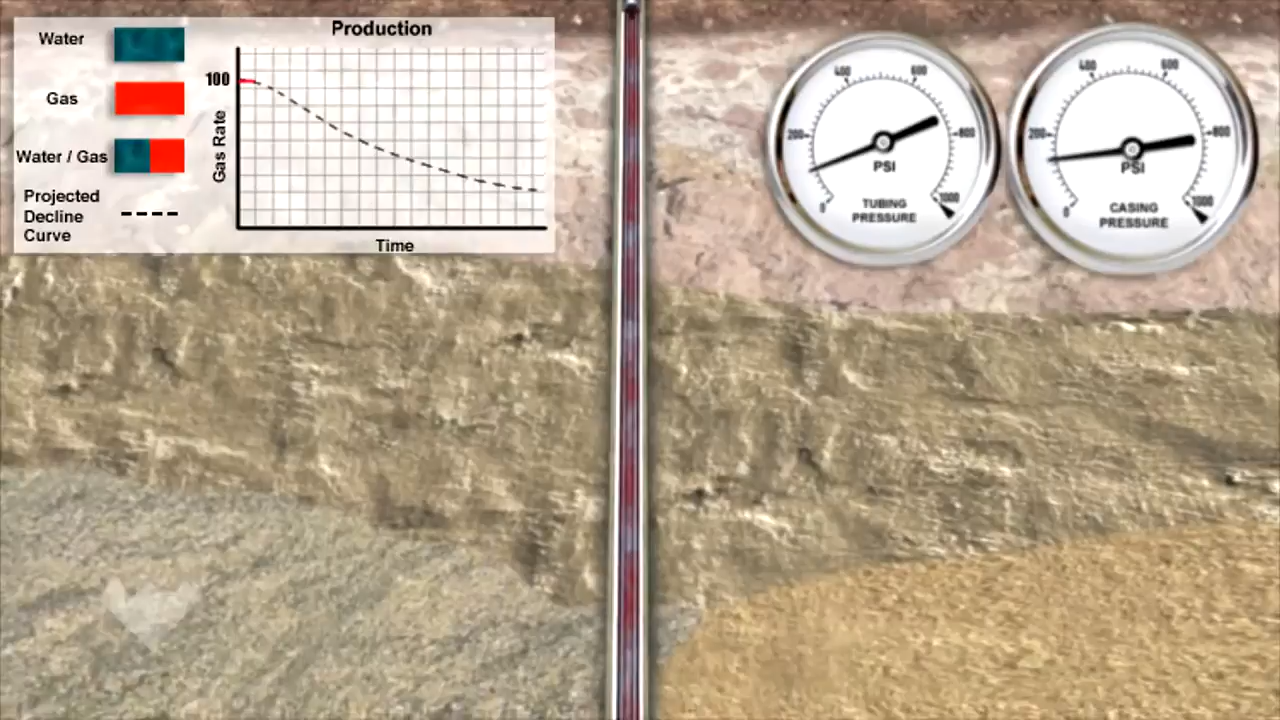 Production
Water
Gas
Water / Gas
Projected
Decline
Curve
100
Gas Rate
Time
0
200
400
600
800
1000
PSI
TUBING
PRESSURE
0
200
400
600
800
1000
PSI
CASING
PRESSURE